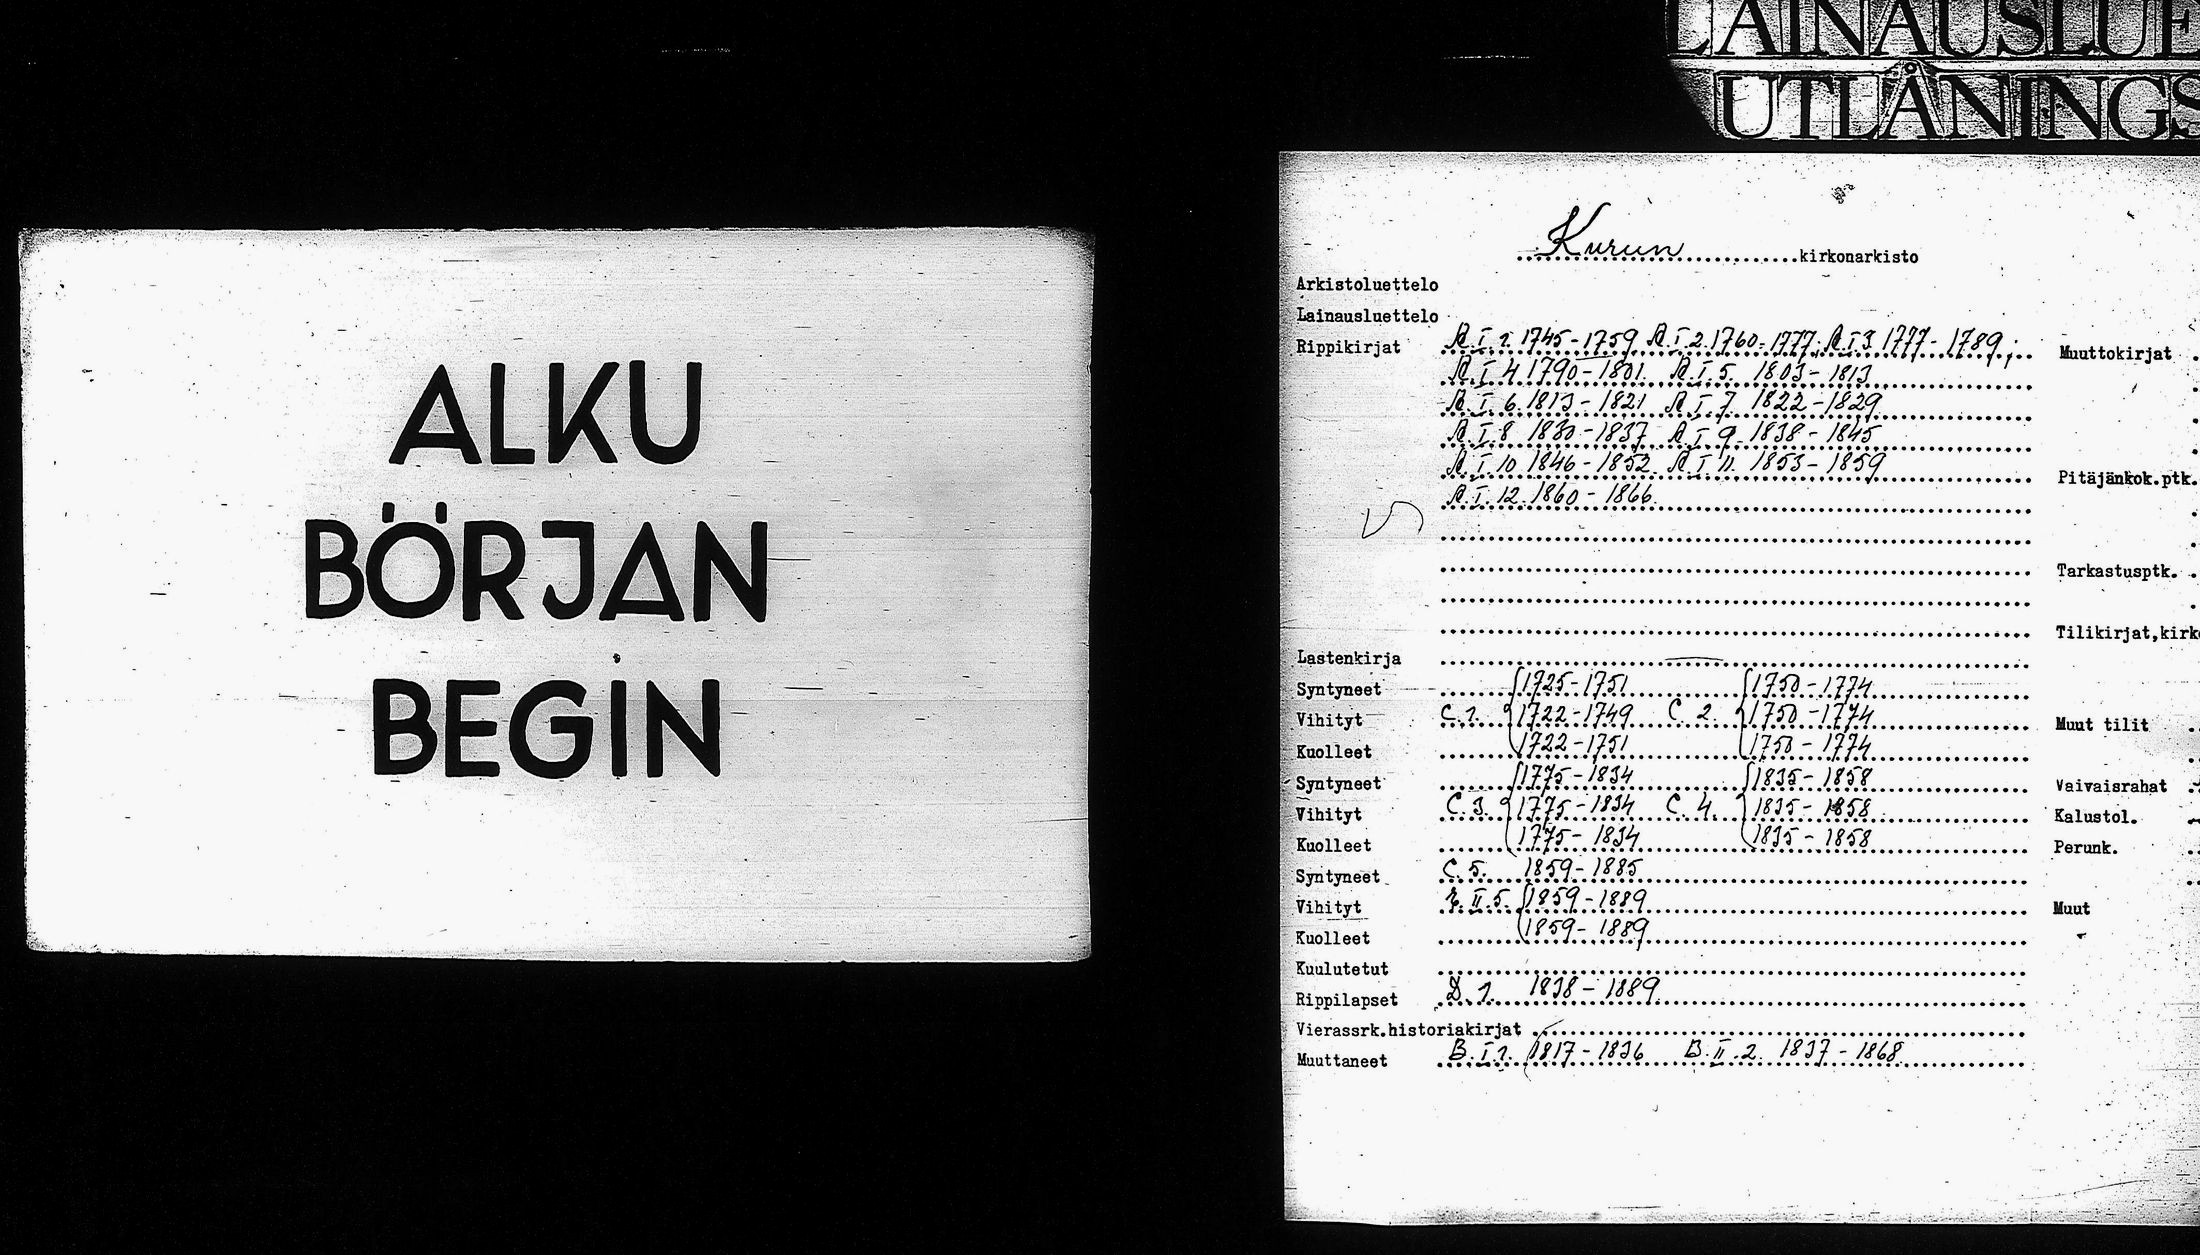 ALKU
BÖRJAN
BEGIN
LAINAUSLUE
UTLÅNINGS
Kurun kirkonarkisto
Arkistoluettelo
Lainausluettelo
Rippikirjat A.I.1. 1745-1759 A.I.2. 1760-1777. A.I.3 1777-1789;
A.I.4 1790-1801. A.I.5. 1803-1813
A.I.6. 1813-1821 A.I.7. 1822-1829
A.I.8 1830-1837 A.I.9. 1838-1845
A.I.10 1846-1852. A.I.11. 1853-1859
A.I.12. 1860-1866.
Lastenkirja
Syntyneet 1725-1751 1750-1774
Vihityt C.1. 1722-1749 C.2. 1750-1774
Kuolleet 1722-1751 1750-1774
Syntyneet 1775-1834 1835-1858
Vihityt C.3. 1775-1834 C.4. 1835-1858
Kuolleet 1775-1834 1835-1858
Syntyneet C.5. 1859-1885
Vihityt II.5. 1859-1889
Kuolleet 1859-1889
Kuulutetut
Rippilapset D.1. 1838-1889
Vierassrk.historiakirjat
Muuttaneet B.I.1. 1817-1836 B.II.2. 1837-1868
Muuttokirjat
Pitäjänkok.ptk.
Tarkastusptk.
Tilikirjat,kirk
Muut tilit
Vaivaisrahat
Kalustol.
Perunk.
Muut